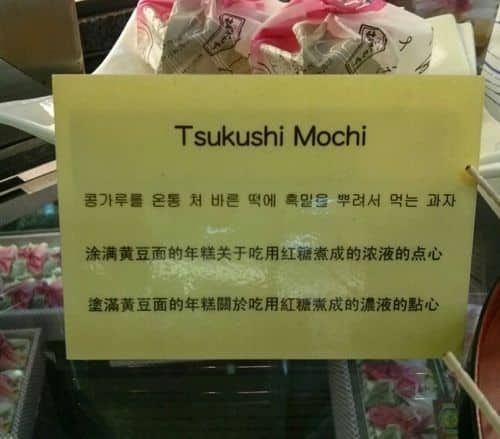 Tsukushi Mochi
콩가루를 온통 처 바른 떡에 흑밀을 뿌려서 먹는 과자
涂满黄豆面的年糕关于吃用红糖煮成的浓液的点心
塗滿黄豆面的年糕關於吃用紅糖煮成的濃液的點心